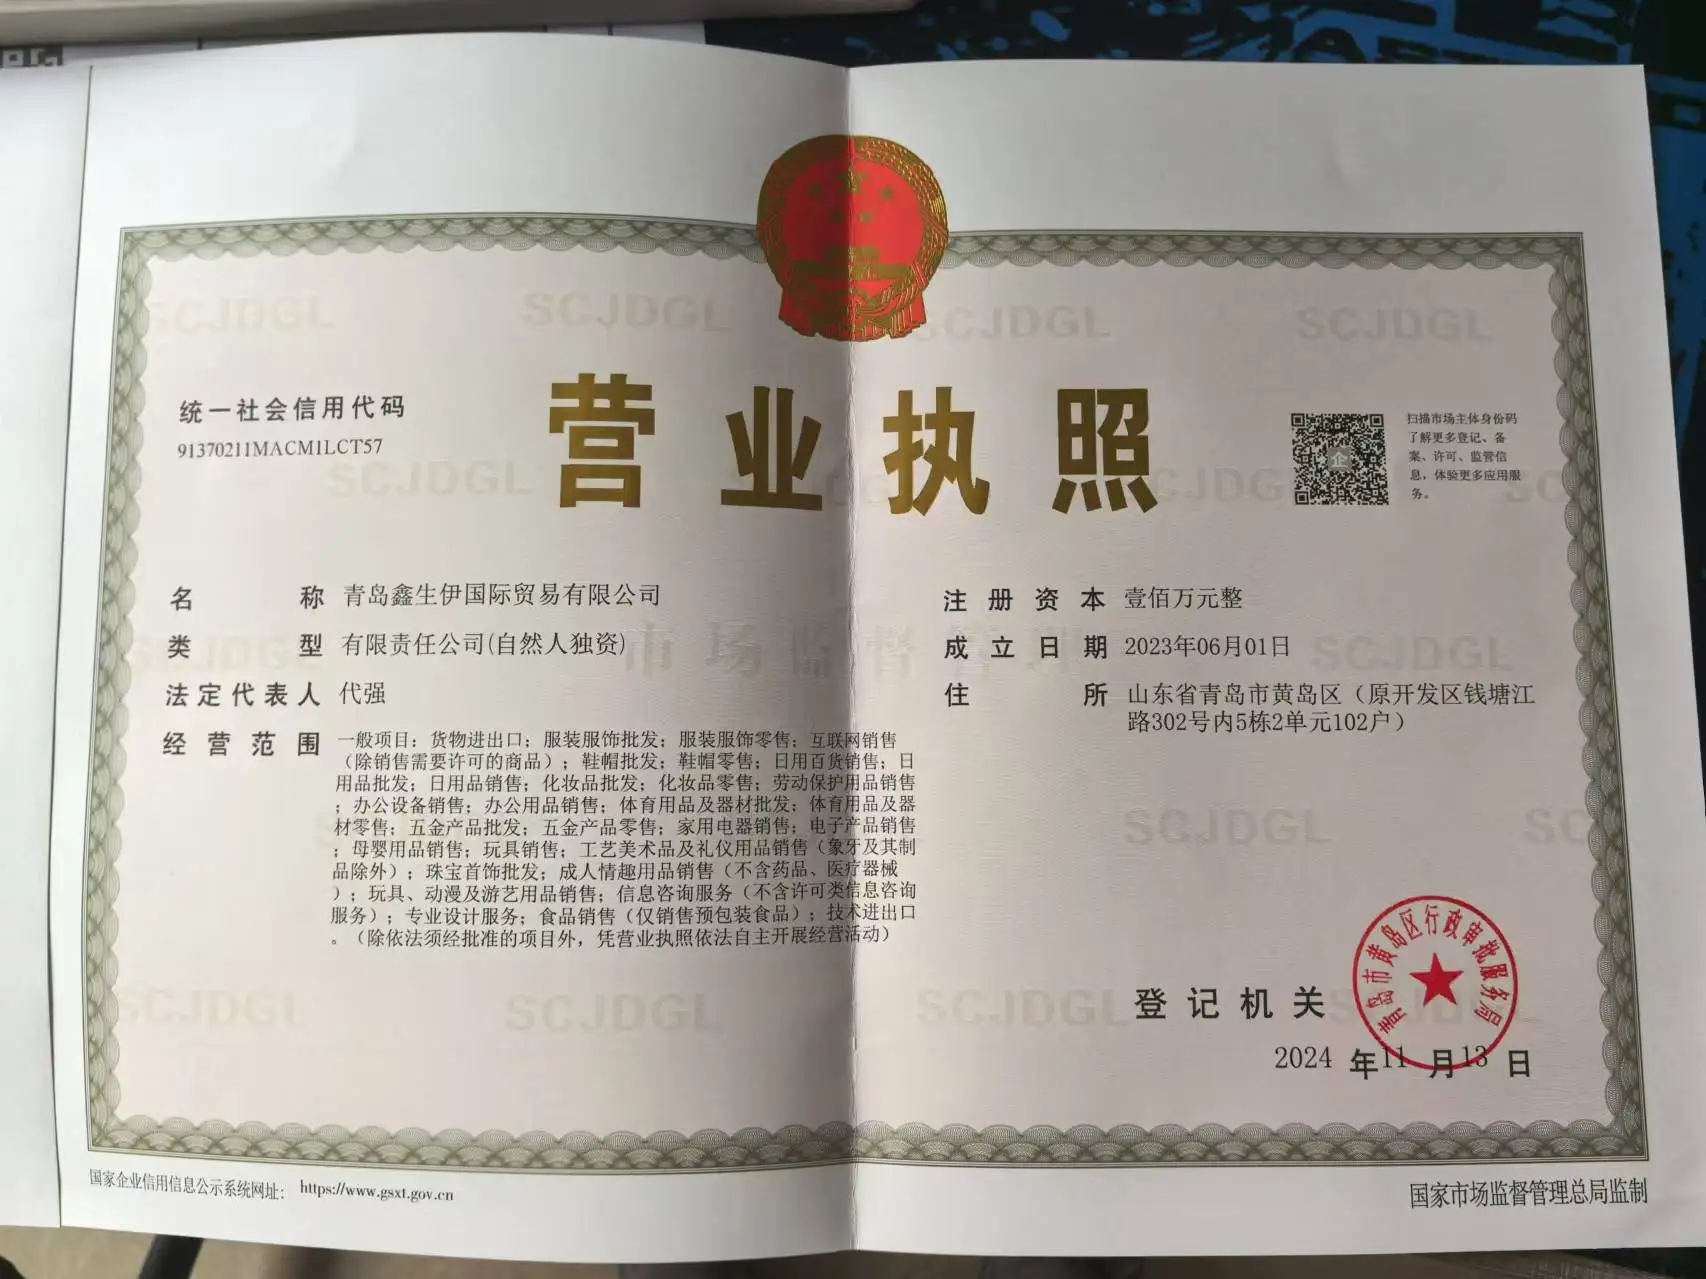 营业执照
统一社会信用代码
91370211MACM1LCT57
扫描市场主体身份码
了解更多登记、备
案、许可、监管信
息，体验更多应用服
务。
名 称 青岛鑫生伊国际贸易有限公司
类 型 有限责任公司(自然人独资)
法定代表人 代强
经营范围 一般项目：货物进出口；服装服饰批发；服装服饰零售；互联网销售
（除销售需要许可的商品）；鞋帽批发；鞋帽零售；日用百货销售；日
用品批发；日用品销售；化妆品批发；化妆品零售；劳动保护用品销售
；办公设备销售；办公用品销售；体育用品及器材批发；体育用品及器
材零售；五金产品批发；五金产品零售；家用电器销售；电子产品销售
；母婴用品销售；玩具销售；工艺美术品及礼仪用品销售（象牙及其制
品除外）；珠宝首饰批发；成人情趣用品销售（不含药品、医疗器械
）；玩具、动漫及游艺用品销售；信息咨询服务（不含许可类信息咨询
服务）；专业设计服务；食品销售（仅销售预包装食品）；技术进出口
。（除依法须经批准的项目外，凭营业执照依法自主开展经营活动）
注册资本 壹佰万元整
成立日期 2023年06月01日
住 所 山东省青岛市黄岛区（原开发区钱塘江
路302号内5栋2单元102户）
登记机关
青岛市黄岛区行政审批服务局
2024 年 11 月 13 日
国家企业信用信息公示系统网址： https://www.gsxt.gov.cn
国家市场监督管理总局监制
SCJDGL
市场监督管理